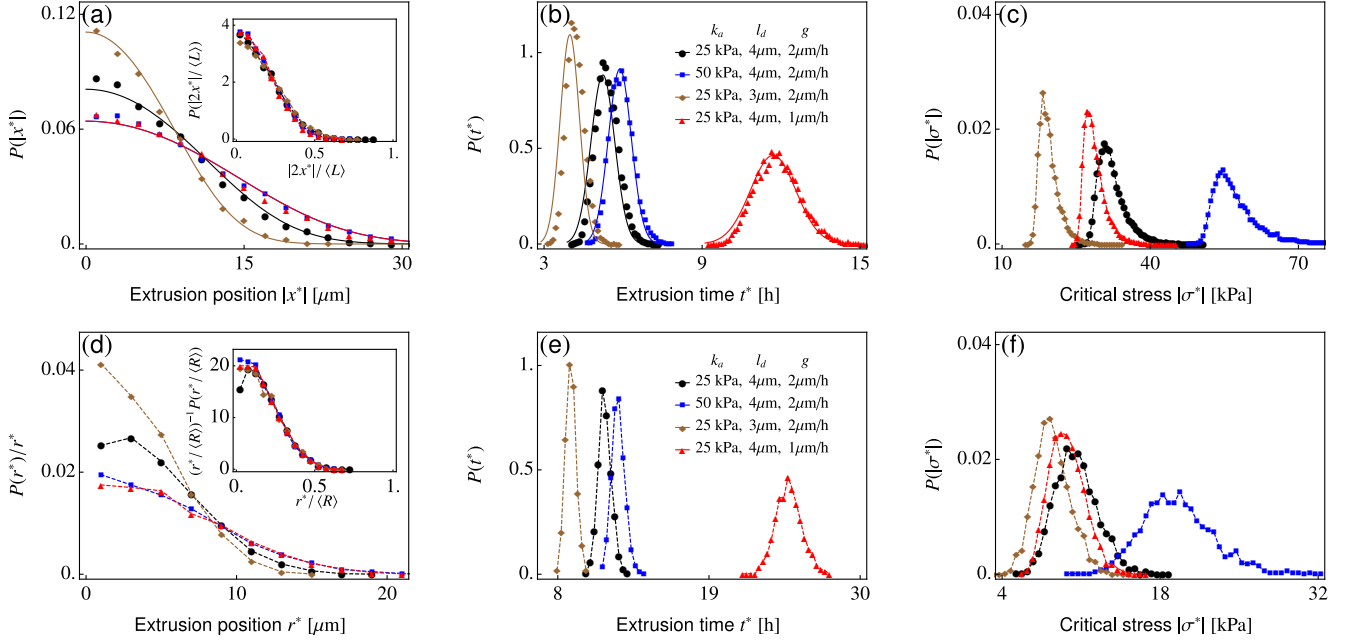 (a)
0.12
0.06
0.
P(|x*|)
0
15
30
Extrusion position |x*| [μm]
4
2
0
P(|2x*|/⟨L⟩)
0.
0.5
1.
|2x*|/⟨L⟩
(b)
1.
0.5
0.
P(t*)
3
9
15
Extrusion time t* [h]
k_a l_d g
25 kPa, 4μm, 2μm/h
50 kPa, 4μm, 2μm/h
25 kPa, 3μm, 2μm/h
25 kPa, 4μm, 1μm/h
(c)
0.04
0.02
0.0
P(|σ*|)
10
40
70
Critical stress |σ*| [kPa]
(d)
0.04
0.02
0.
P(r*)/r*
0
10
20
Extrusion position r* [μm]
20
10
0
(r*/⟨R⟩)⁻¹P(r*/⟨R⟩)
0.
0.5
1.
r*/⟨R⟩
(e)
1.
0.5
0.
P(t*)
8
19
30
Extrusion time t* [h]
k_a l_d g
25 kPa, 4μm, 2μm/h
50 kPa, 4μm, 2μm/h
25 kPa, 3μm, 2μm/h
25 kPa, 4μm, 1μm/h
(f)
0.04
0.02
0.0
P(|σ*|)
4
18
32
Critical stress |σ*| [kPa]